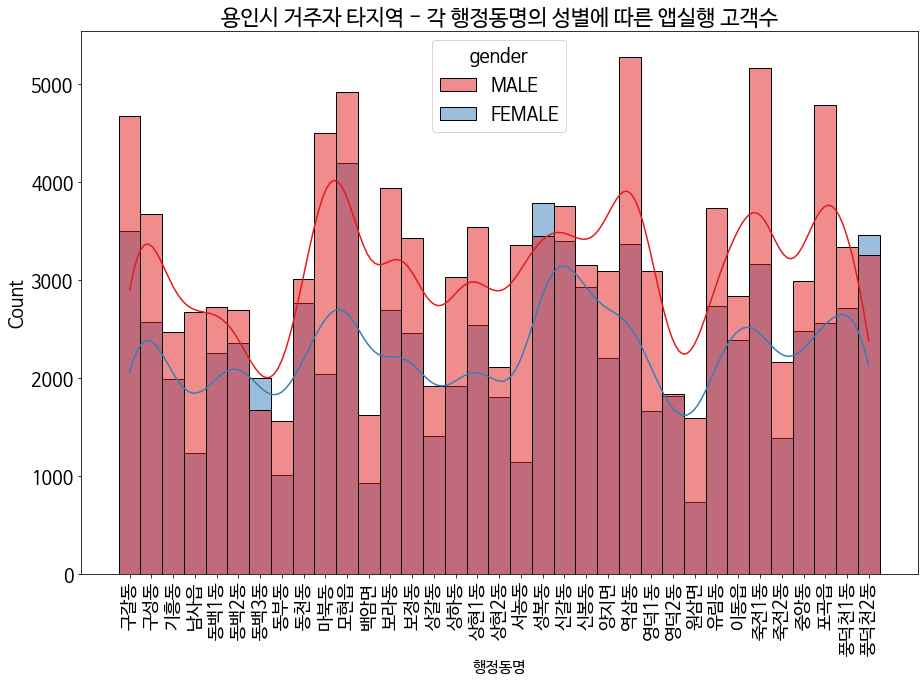 용인시 거주자 타지역 - 각 행정동명의 성별에 따른 앱실행 고객수
gender
MALE
FEMALE
Count
5000
4000
3000
2000
1000
0
구갈동
구성동
기흥동
남사읍
동백1동
동백2동
동백3동
동부동
동천동
마북동
모현읍
백암면
보라동
보정동
상갈동
상하동
상현1동
상현2동
서농동
성복동
신갈동
신봉동
양지면
역삼동
영덕1동
영덕2동
원삼면
유림동
이동읍
죽전1동
죽전2동
중앙동
포곡읍
풍덕천1동
풍덕천2동
행정동명